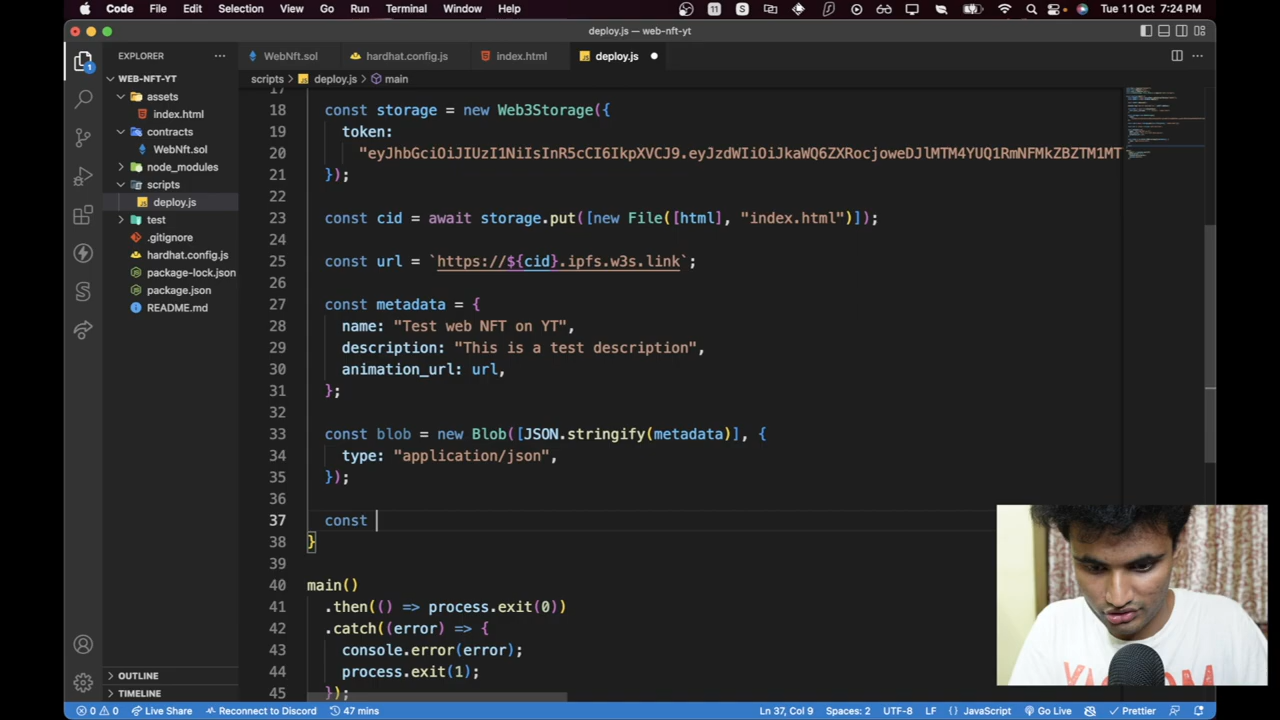 Code File Edit Selection View Go Run Terminal Window Help 11 Tue 11 Oct 7:24 PM
deploy.js — web-nft-yt
EXPLORER
WebNft.sol hardhat.config.js index.html deploy.js
WEB-NFT-YT
scripts > deploy.js > main
assets
index.html
contracts
WebNft.sol
node_modules
scripts
deploy.js
test
.gitignore
hardhat.config.js
package-lock.json
package.json
README.md
OUTLINE
TIMELINE
17
18 const storage = new Web3Storage({
19 token:
20 "eyJhbGciOiJIUzI1NiIsInR5cCI6IkpXVCJ9.eyJzdWIiOiJkaWQ6ZXRocjoweDJlMTM4YUQ1RmNFMkZBZTM1MT
21 });
22
23 const cid = await storage.put([new File([html], "index.html")]);
24
25 const url = `https://${cid}.ipfs.w3s.link`;
26
27 const metadata = {
28 name: "Test web NFT on YT",
29 description: "This is a test description",
30 animation_url: url,
31 };
32
33 const blob = new Blob([JSON.stringify(metadata)], {
34 type: "application/json",
35 });
36
37 const
38 }
39
40 main()
41 .then(() => process.exit(0))
42 .catch((error) => {
43 console.error(error);
44 process.exit(1);
45 });
0 0 Live Share Reconnect to Discord 47 mins Ln 37, Col 9 Spaces: 2 UTF-8 LF {} JavaScript Go Live Prettier